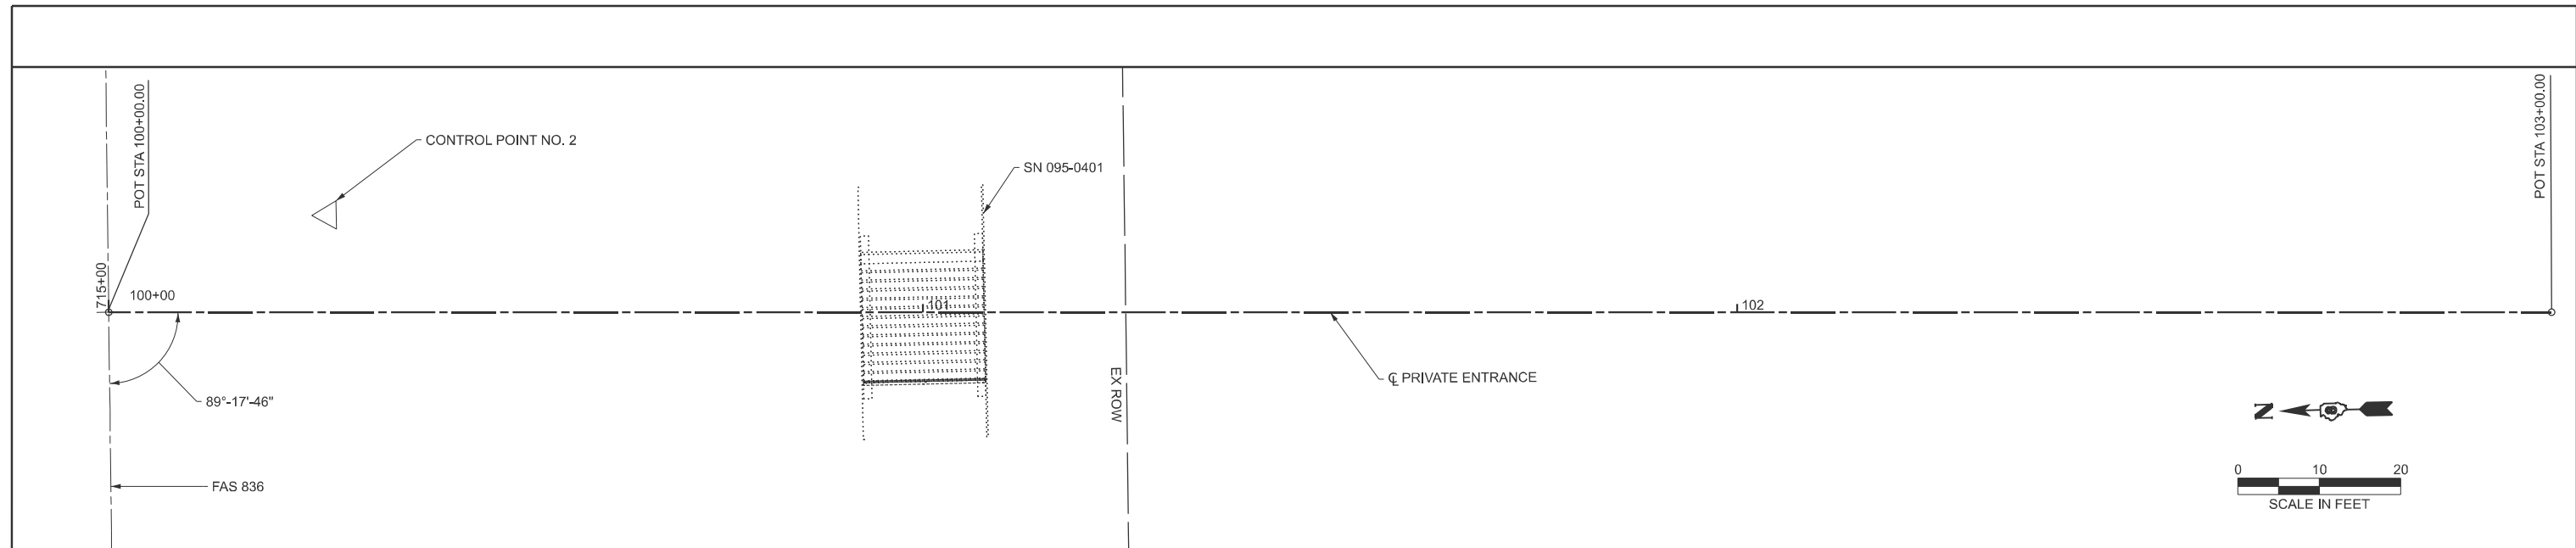 POT STA 100+00.00
POT STA 103+00.00
CONTROL POINT NO. 2
SN 095-0401
715+00
100+00
101
102
EX ROW
℄ PRIVATE ENTRANCE
89°-17'-46"
FAS 836
N
0 10 20
SCALE IN FEET